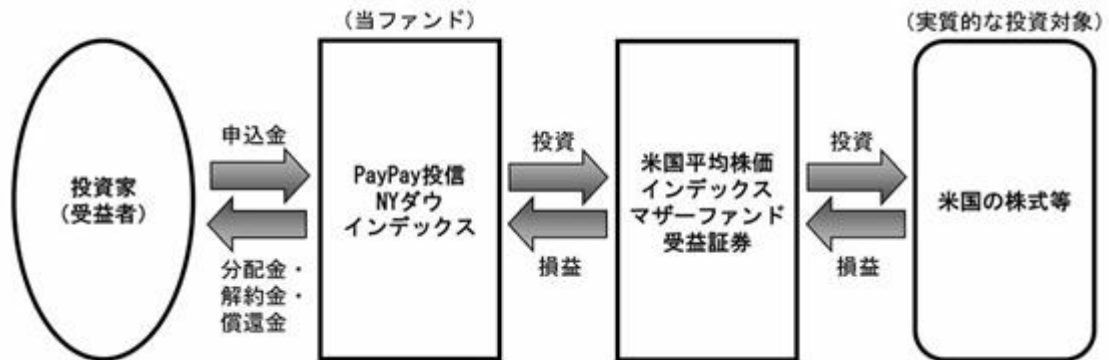 （当ファンド）
（実質的な投資対象）
投資家
（受益者）
申込金
分配金・
解約金・
償還金
PayPay投信
NYダウ
インデックス
投資
損益
米国平均株価
インデックス
マザーファンド
受益証券
投資
損益
米国の株式等